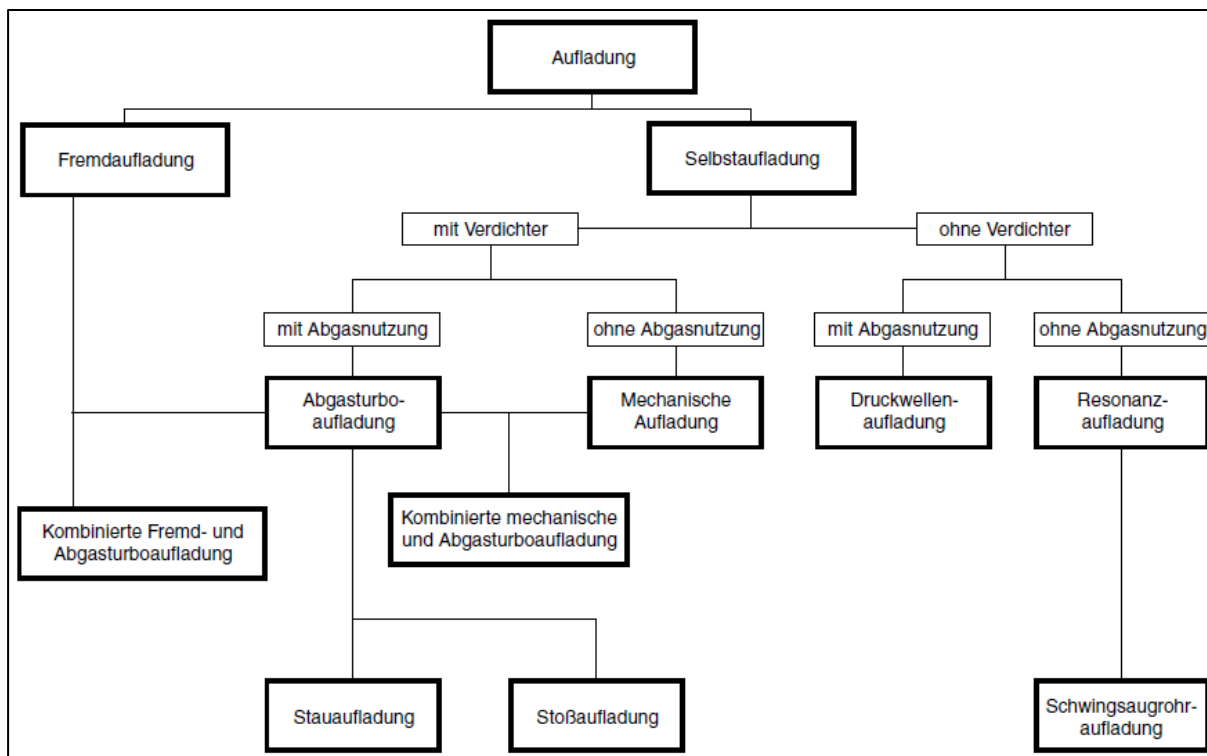 Aufladung
Fremdaufladung
Selbstaufladung
mit Verdichter
ohne Verdichter
mit Abgasnutzung
ohne Abgasnutzung
mit Abgasnutzung
ohne Abgasnutzung
Abgasturbo-
aufladung
Mechanische
Aufladung
Druckwellen-
aufladung
Resonanz-
aufladung
Kombinierte Fremd- und
Abgasturboaufladung
Kombinierte mechanische
und Abgasturboaufladung
Stauaufladung
Stoßaufladung
Schwingsaugrohr-
aufladung